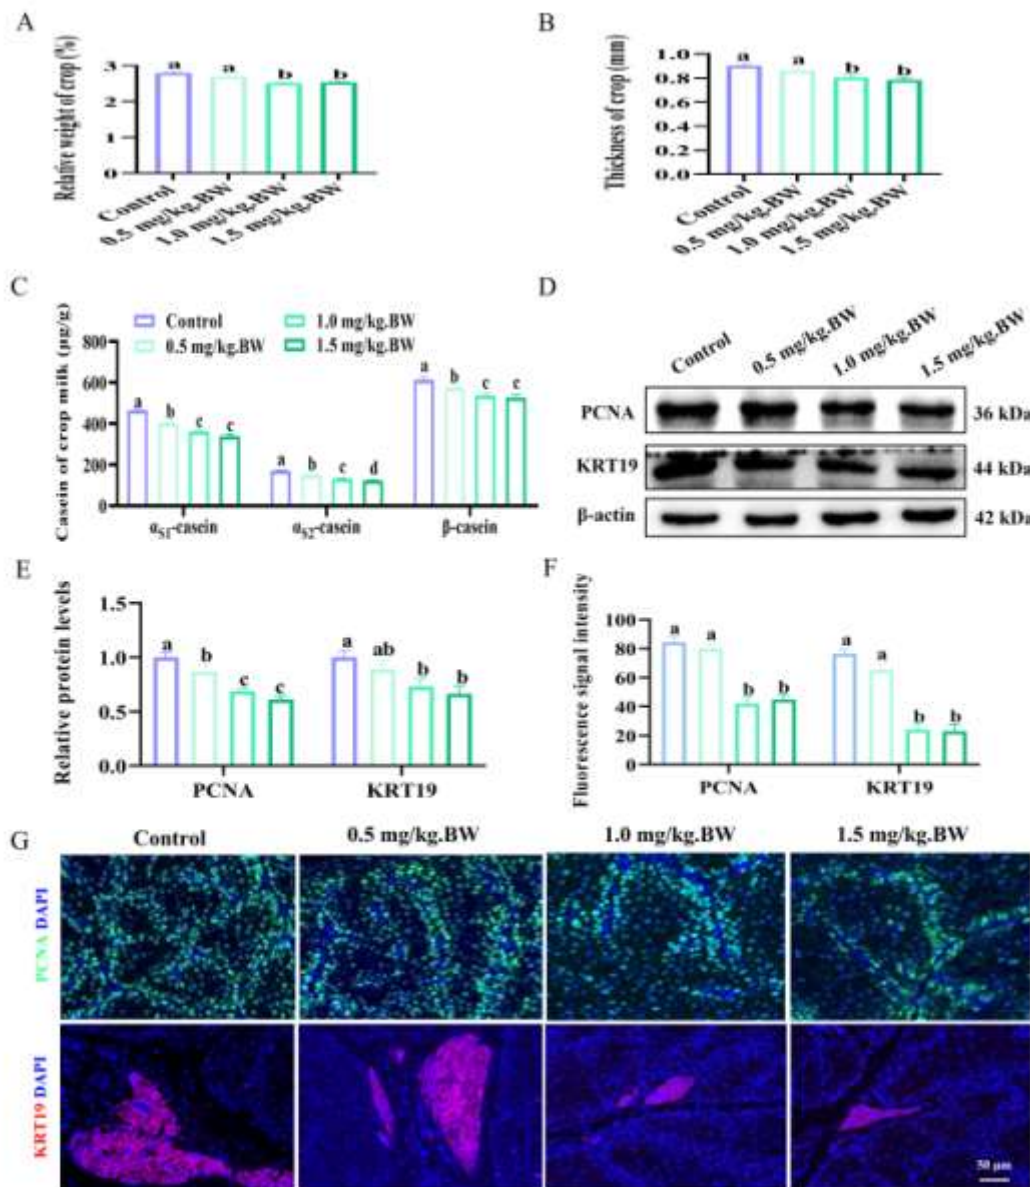 A
Relative weight of crop (%)
3
2
1
0
a a b b
Control
0.5 mg/kg.BW
1.0 mg/kg.BW
1.5 mg/kg.BW
B
Thickness of crop (mm)
1.0
0.8
0.6
0.4
0.2
0.0
a a b b
Control
0.5 mg/kg.BW
1.0 mg/kg.BW
1.5 mg/kg.BW
C
Casein of crop milk (μg/g)
800
600
400
200
0
Control
0.5 mg/kg.BW
1.0 mg/kg.BW
1.5 mg/kg.BW
a b c c
a b c d
a b c c
αS1-casein
αS2-casein
β-casein
D
Control
0.5 mg/kg.BW
1.0 mg/kg.BW
1.5 mg/kg.BW
PCNA 36 kDa
KRT19 44 kDa
β-actin 42 kDa
E
Relative protein levels
1.5
1.0
0.5
0.0
a b c c
a ab b b
PCNA KRT19
F
Fluorescence signal intensity
100
80
60
40
20
0
a a b b
a a b b
PCNA KRT19
G
Control
0.5 mg/kg.BW
1.0 mg/kg.BW
1.5 mg/kg.BW
PCNA DAPI
KRT19 DAPI
50 μm